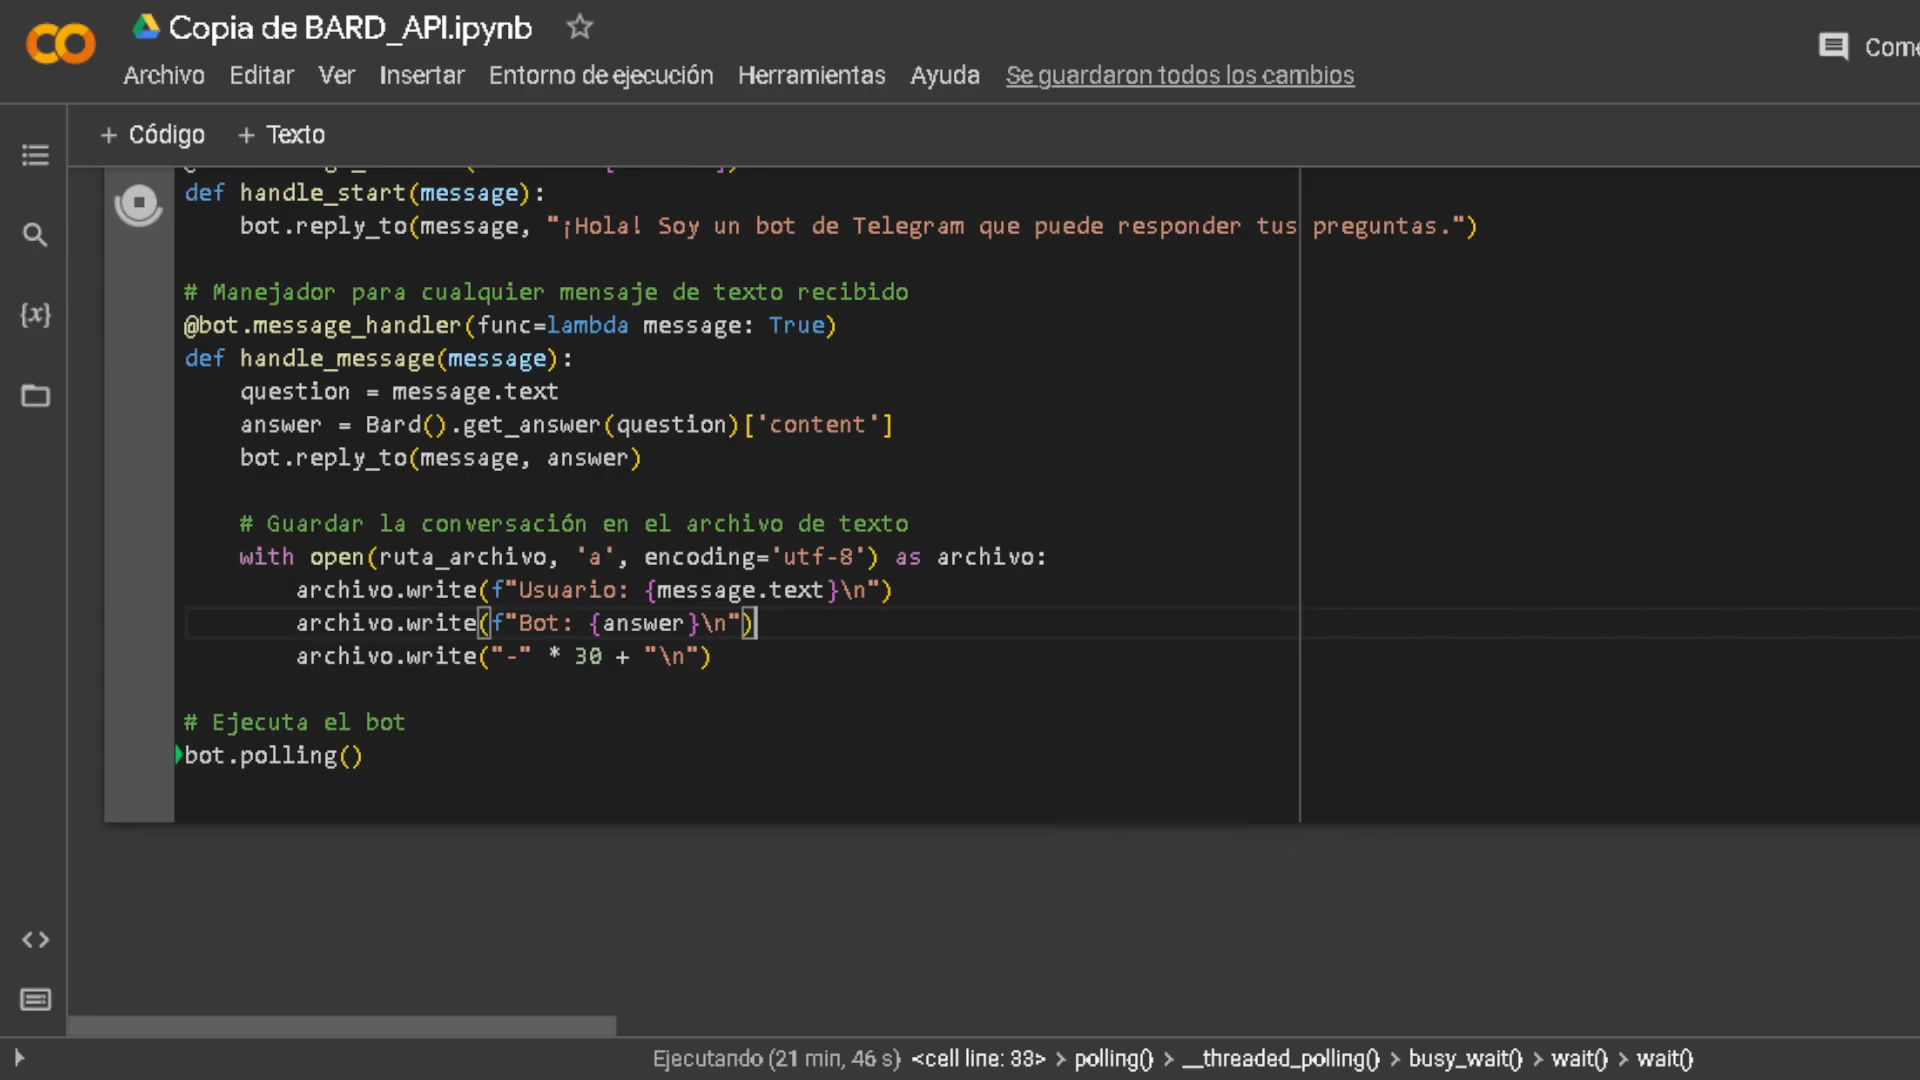 Copia de BARD_API.ipynb
Archivo Editar Ver Insertar Entorno de ejecución Herramientas Ayuda Se guardaron todos los cambios
+ Código + Texto
def handle_start(message):
    bot.reply_to(message, "¡Hola! Soy un bot de Telegram que puede responder tus preguntas.")
# Manejador para cualquier mensaje de texto recibido
@bot.message_handler(func=lambda message: True)
def handle_message(message):
    question = message.text
    answer = Bard().get_answer(question)['content']
    bot.reply_to(message, answer)
    # Guardar la conversación en el archivo de texto
    with open(ruta_archivo, 'a', encoding='utf-8') as archivo:
        archivo.write(f"Usuario: {message.text}\n")
        archivo.write(f"Bot: {answer}\n")
        archivo.write("-" * 30 + "\n")
# Ejecuta el bot
bot.polling()
Ejecutando (21 min, 46 s) <cell line: 33> > polling() > __threaded_polling() > busy_wait() > wait() > wait()